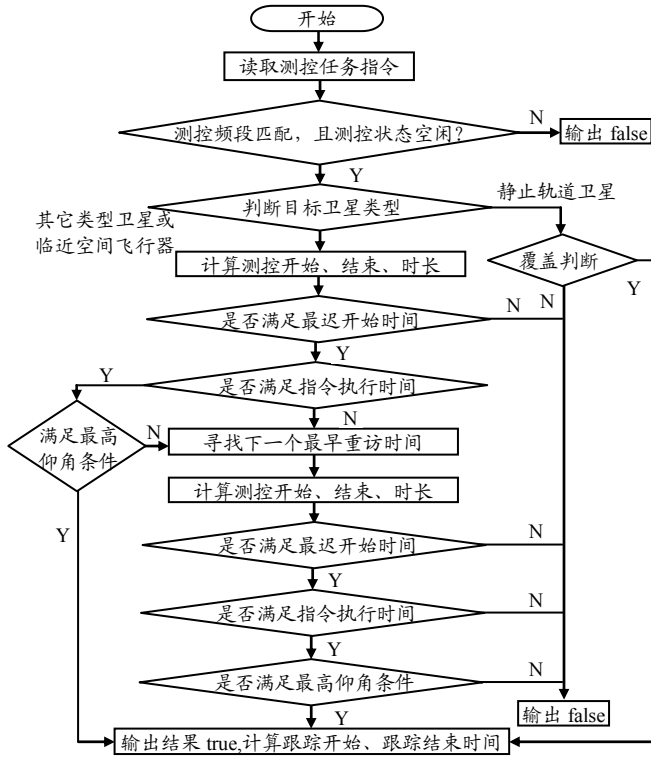 开始
读取测控任务指令
测控频段匹配，且测控状态空闲？
N
输出 false
Y
判断目标卫星类型
静止轨道卫星
其它类型卫星或
临近空间飞行器
覆盖判断
计算测控开始、结束、时长
N
Y
是否满足最迟开始时间
N
Y
Y
是否满足指令执行时间
N
满足最高
仰角条件
N
寻找下一个最早重访时间
计算测控开始、结束、时长
Y
是否满足最迟开始时间
N
Y
是否满足指令执行时间
N
Y
是否满足最高仰角条件
N
Y
输出 false
输出结果 true,计算跟踪开始、跟踪结束时间